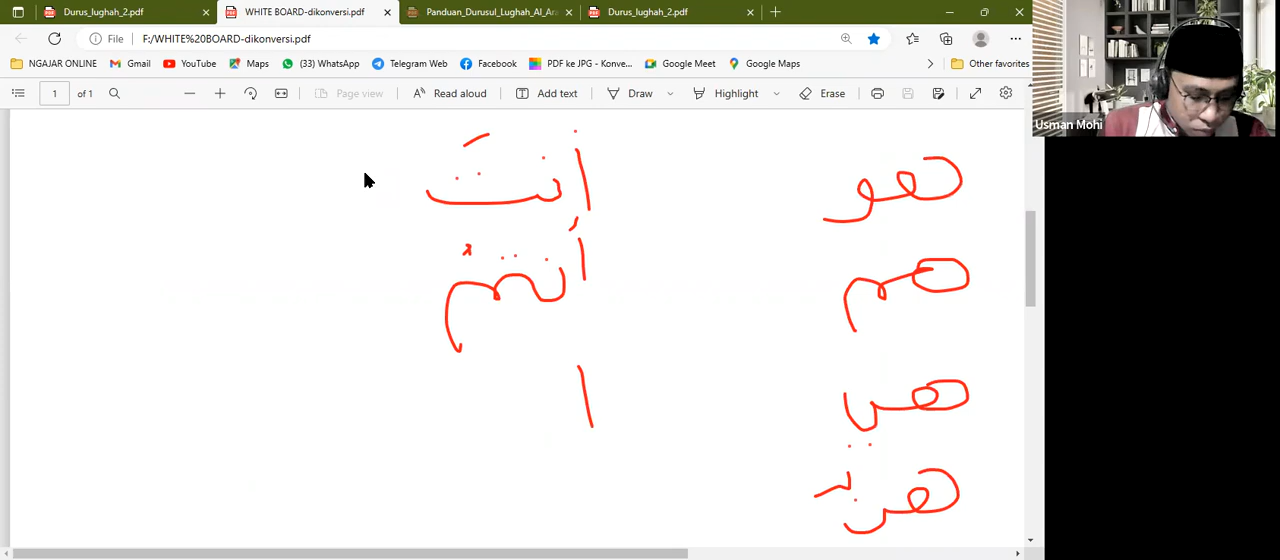 Durus_lughah_2.pdf
WHITE BOARD-dikonversi.pdf
Panduan_Durusul_Lughah_Al_Ara
Durus_lughah_2.pdf
File
F:/WHITE%20BOARD-dikonversi.pdf
NGAJAR ONLINE
Gmail
YouTube
Maps
(33) WhatsApp
Telegram Web
Facebook
PDF ke JPG - Konve...
Google Meet
Google Maps
Other favorites
1 of 1
Page view
Read aloud
Add text
Draw
Highlight
Erase
Usman Mohi
هو
هم
هي
هن
أنتَ
أنتم
ا